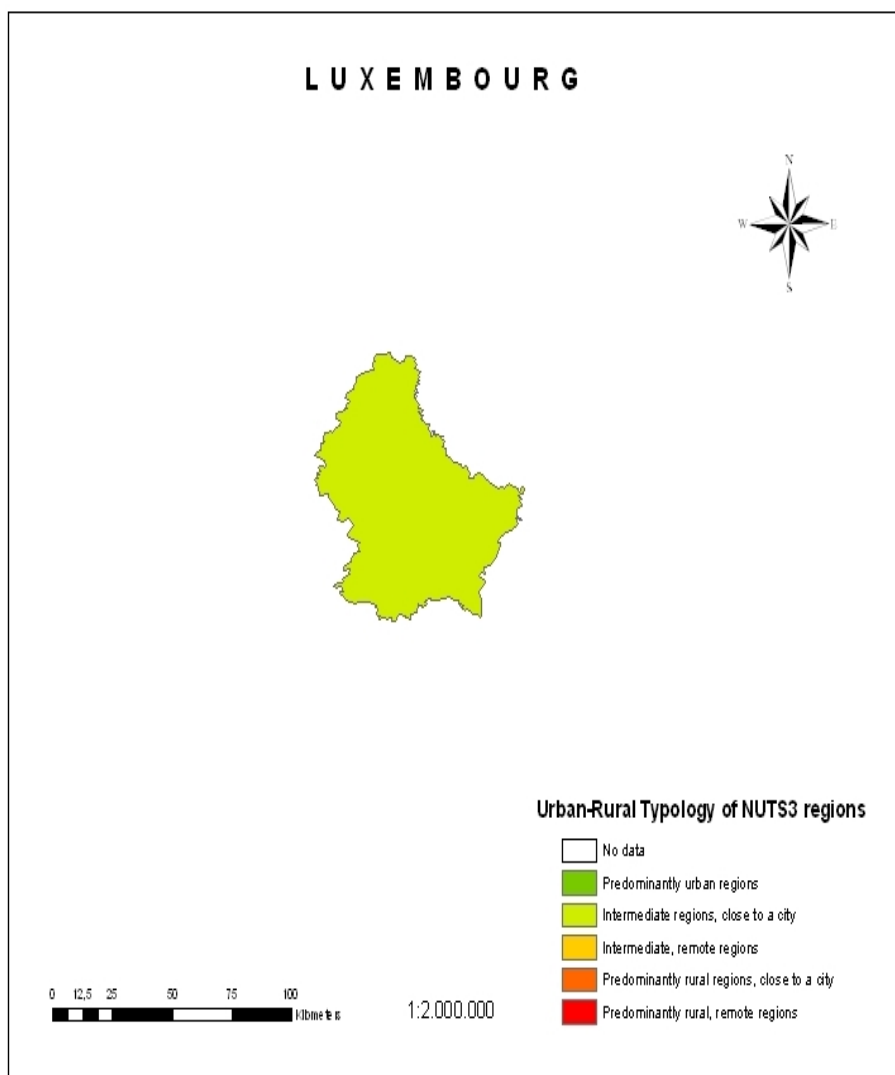 L U X E M B O U R G
N
W E
S
Urban-Rural Typology of NUTS3 regions
No data
Predominantly urban regions
Intermediate regions, close to a city
Intermediate, remote regions
Predominantly rural regions, close to a city
Predominantly rural, remote regions
0 12,5 25 50 75 100
Kilometers
1:2.000.000